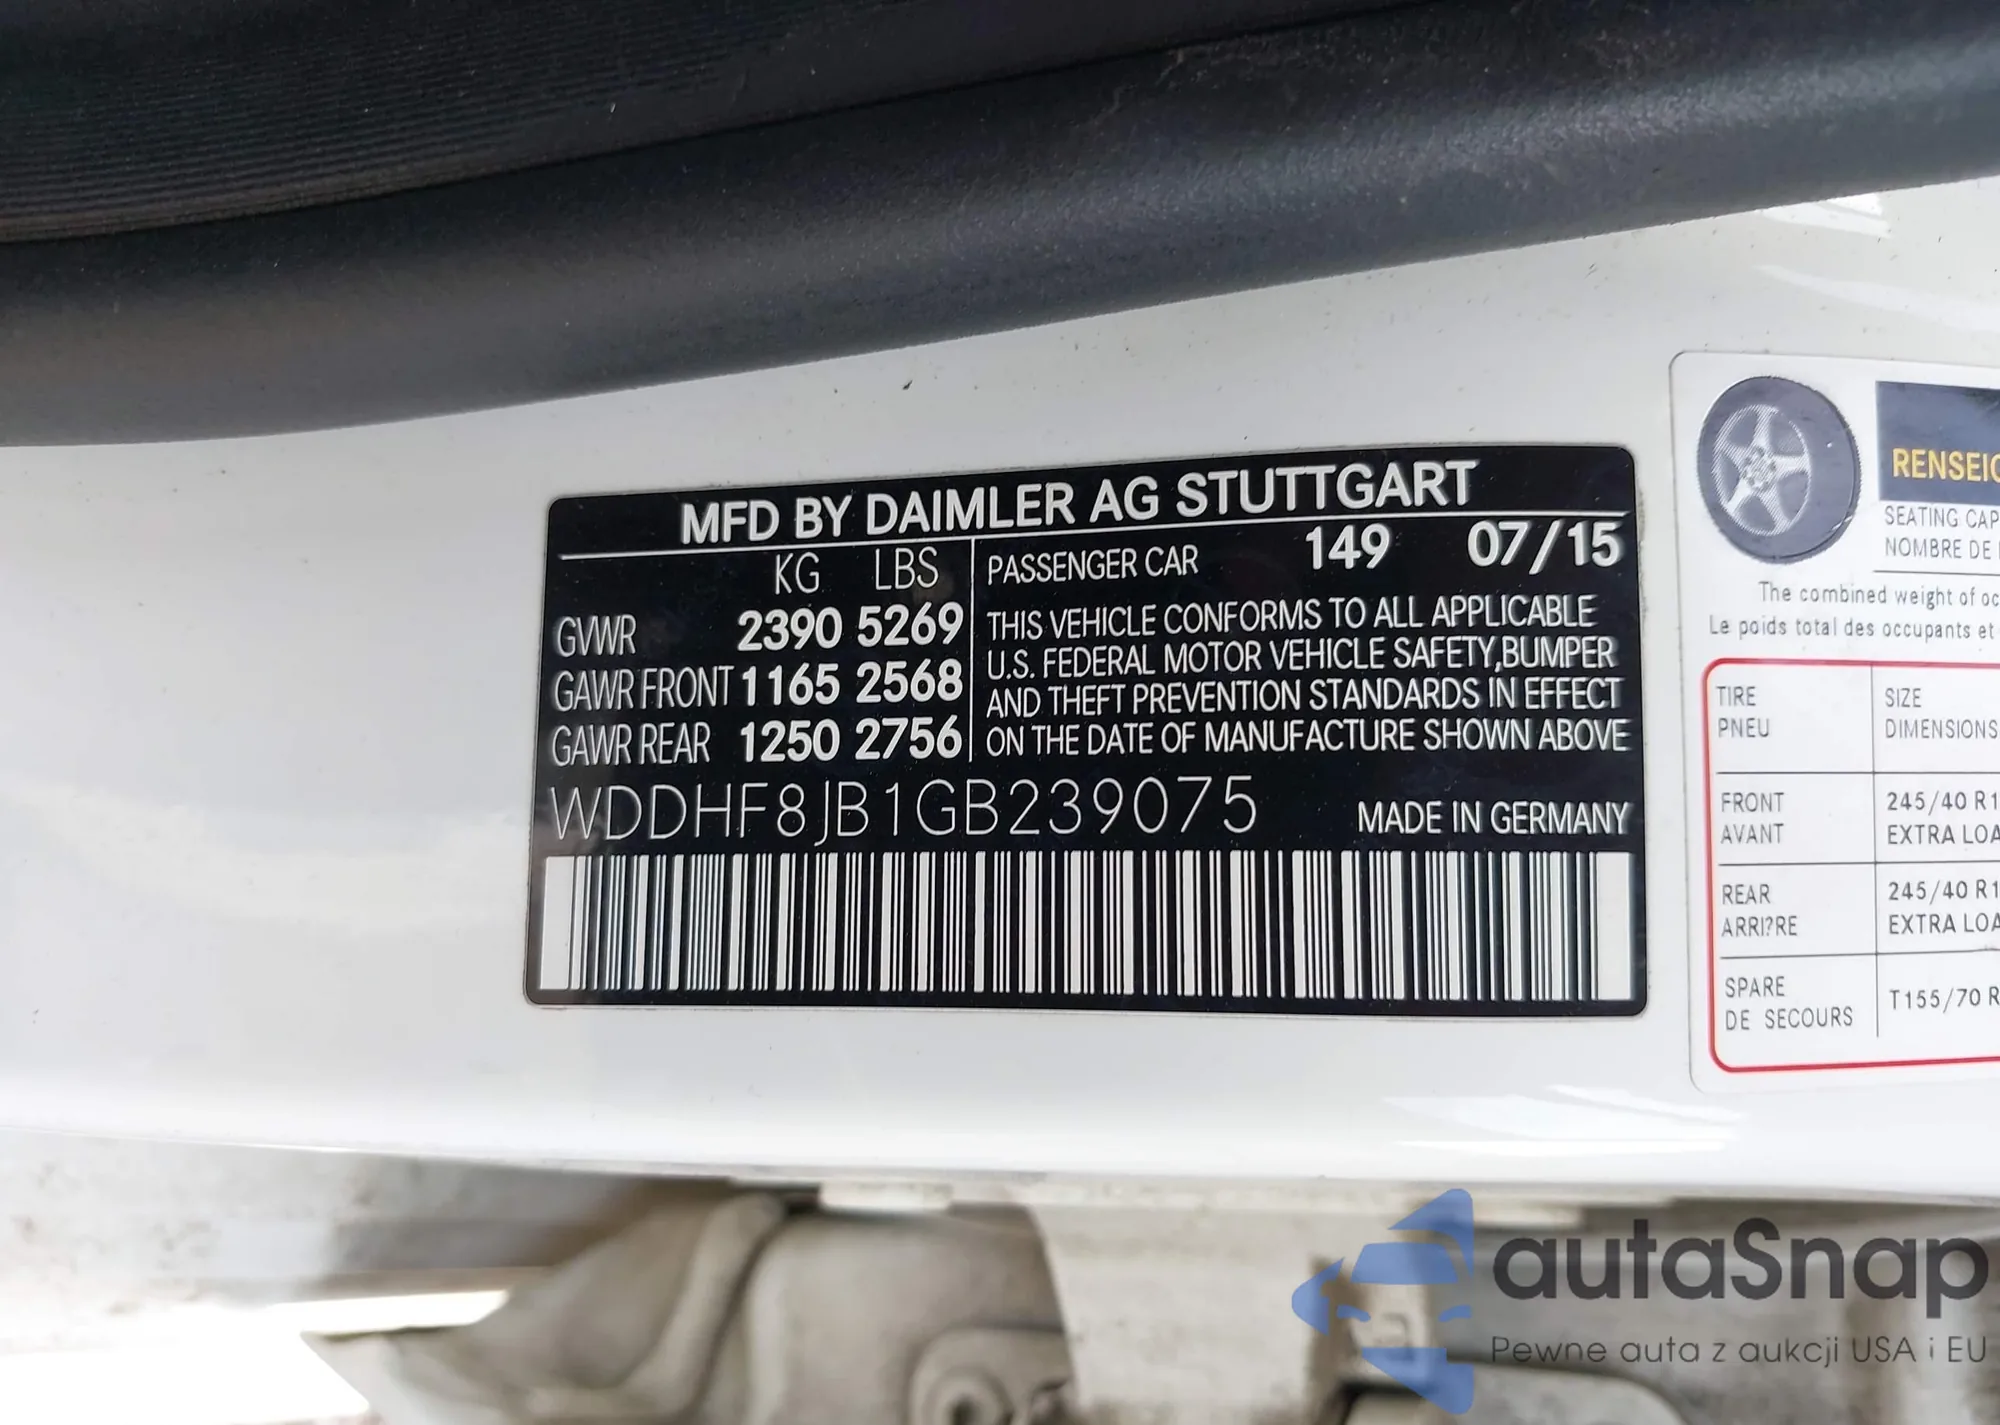 MFD BY DAIMLER AG STUTTGART
KG LBS
GVWR 2390 5269
GAWR FRONT 1165 2568
GAWR REAR 1250 2756
PASSENGER CAR 149 07/15
THIS VEHICLE CONFORMS TO ALL APPLICABLE
U.S. FEDERAL MOTOR VEHICLE SAFETY,BUMPER
AND THEFT PREVENTION STANDARDS IN EFFECT
ON THE DATE OF MANUFACTURE SHOWN ABOVE
WDDHF8JB1GB239075 MADE IN GERMANY
RENSEIG
SEATING CAP
NOMBRE DE
The combined weight of oc
Le poids total des occupants et
TIRE SIZE
PNEU DIMENSIONS
FRONT 245/40 R1
AVANT EXTRA LOA
REAR 245/40 R1
ARRI?RE EXTRA LOA
SPARE T155/70 R
DE SECOURS
autaSnap
Pewne auta z aukcji USA i EU